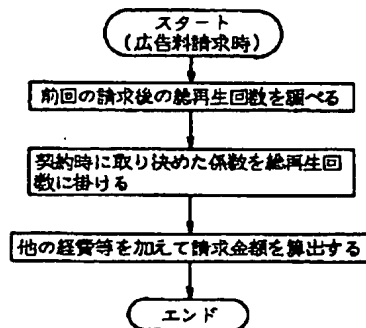 スタート
(広告料請求時)
前回の請求後の総再生回数を調べる
契約時に取り決めた係数を総再生回
数に掛ける
他の経費等を加えて請求金額を算出する
エンド